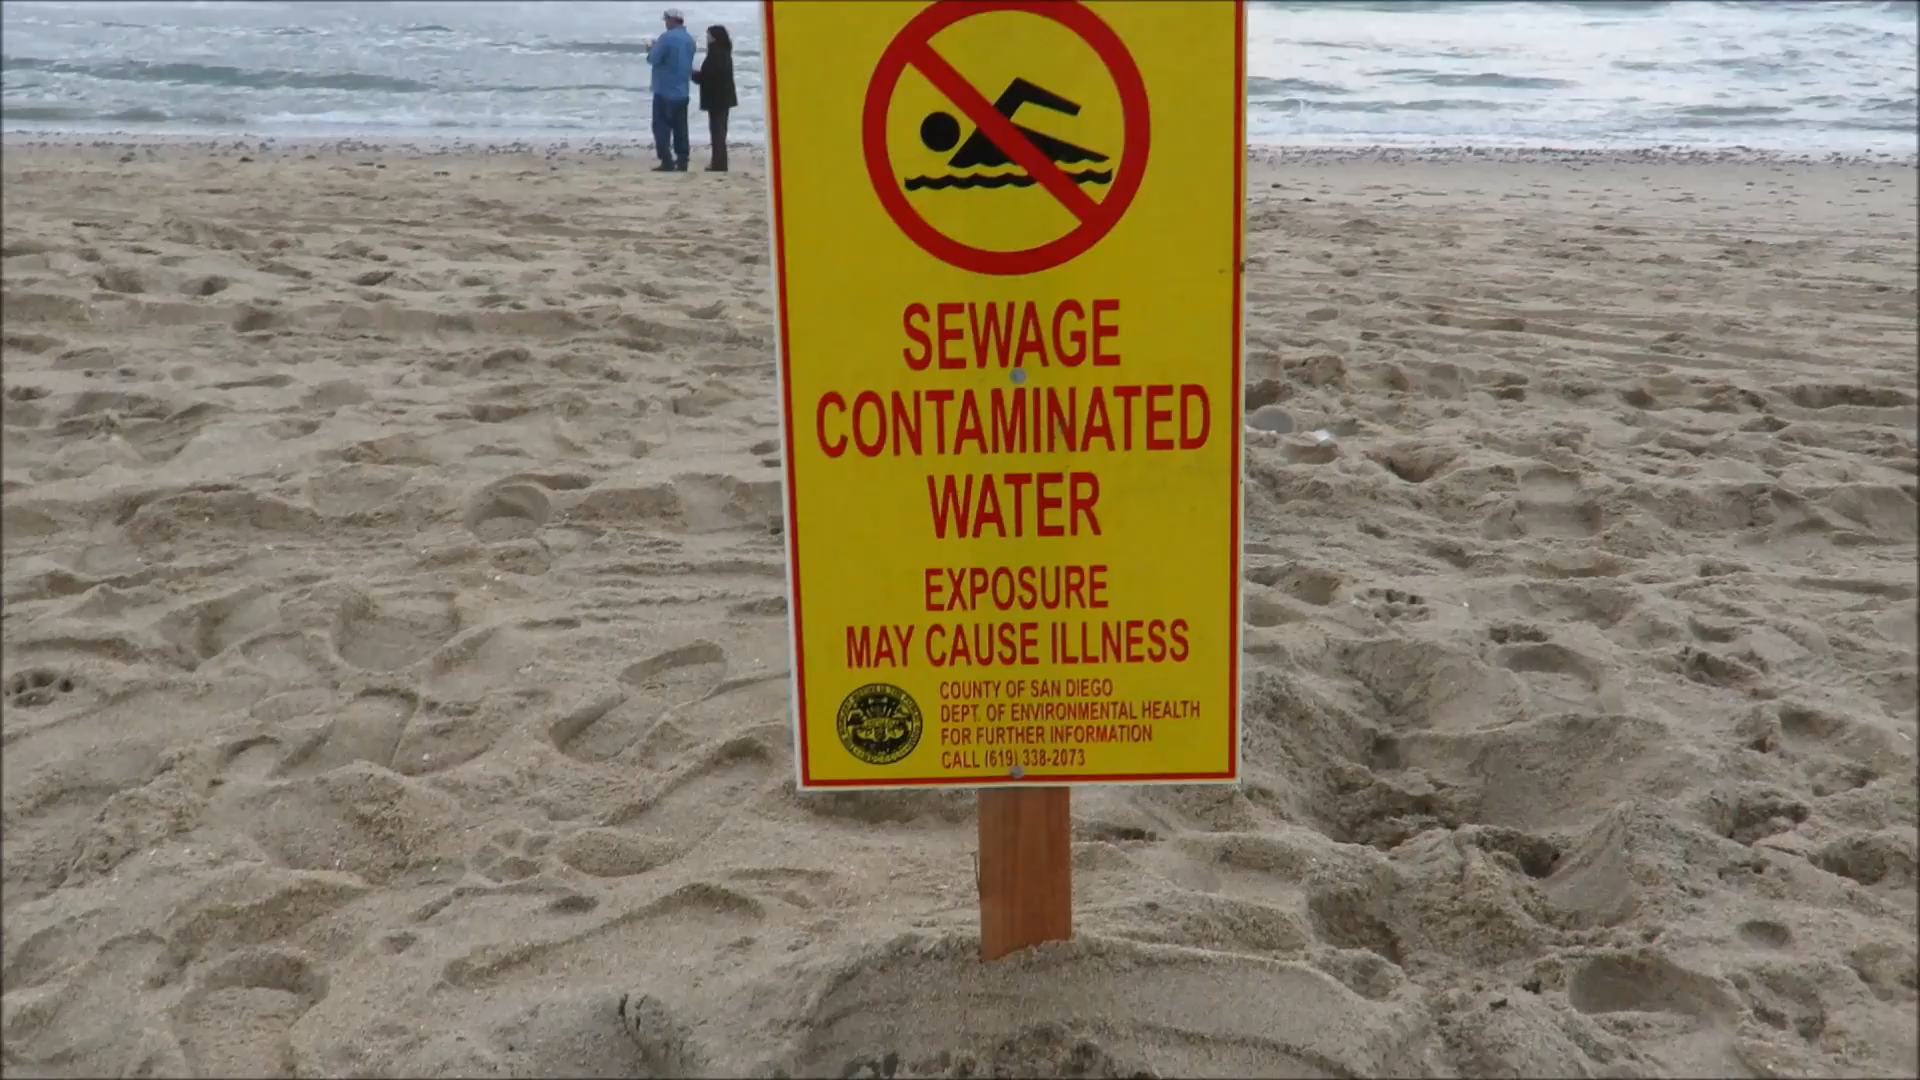 SEWAGE
CONTAMINATED
WATER
EXPOSURE
MAY CAUSE ILLNESS
COUNTY OF SAN DIEGO
DEPT. OF ENVIRONMENTAL HEALTH
FOR FURTHER INFORMATION
CALL (619) 338-2073